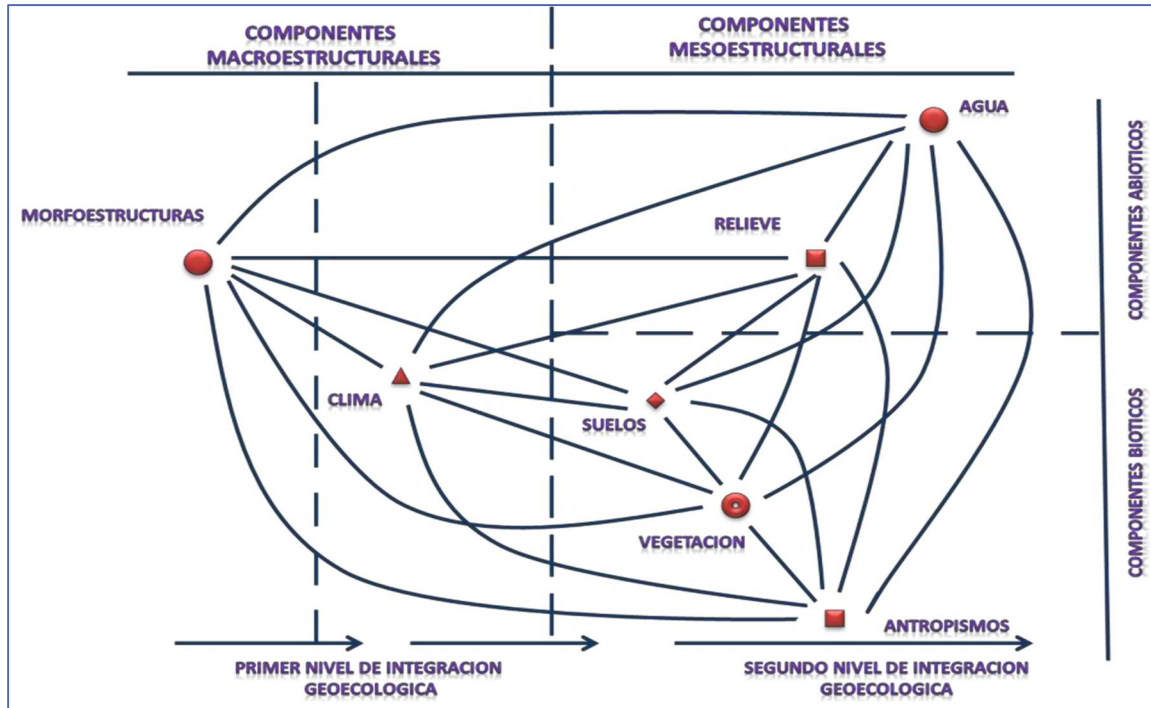 COMPONENTES
MACROESTRUCTURALES
COMPONENTES
MESOESTRUCTURALES
AGUA
COMPONENTES ABIOTICOS
MORFOESTRUCTURAS
RELIEVE
CLIMA
SUELOS
VEGETACION
COMPONENTES BIOTICOS
ANTROPISMOS
PRIMER NIVEL DE INTEGRACION
GEOECOLOGICA
SEGUNDO NIVEL DE INTEGRACION
GEOECOLOGICA